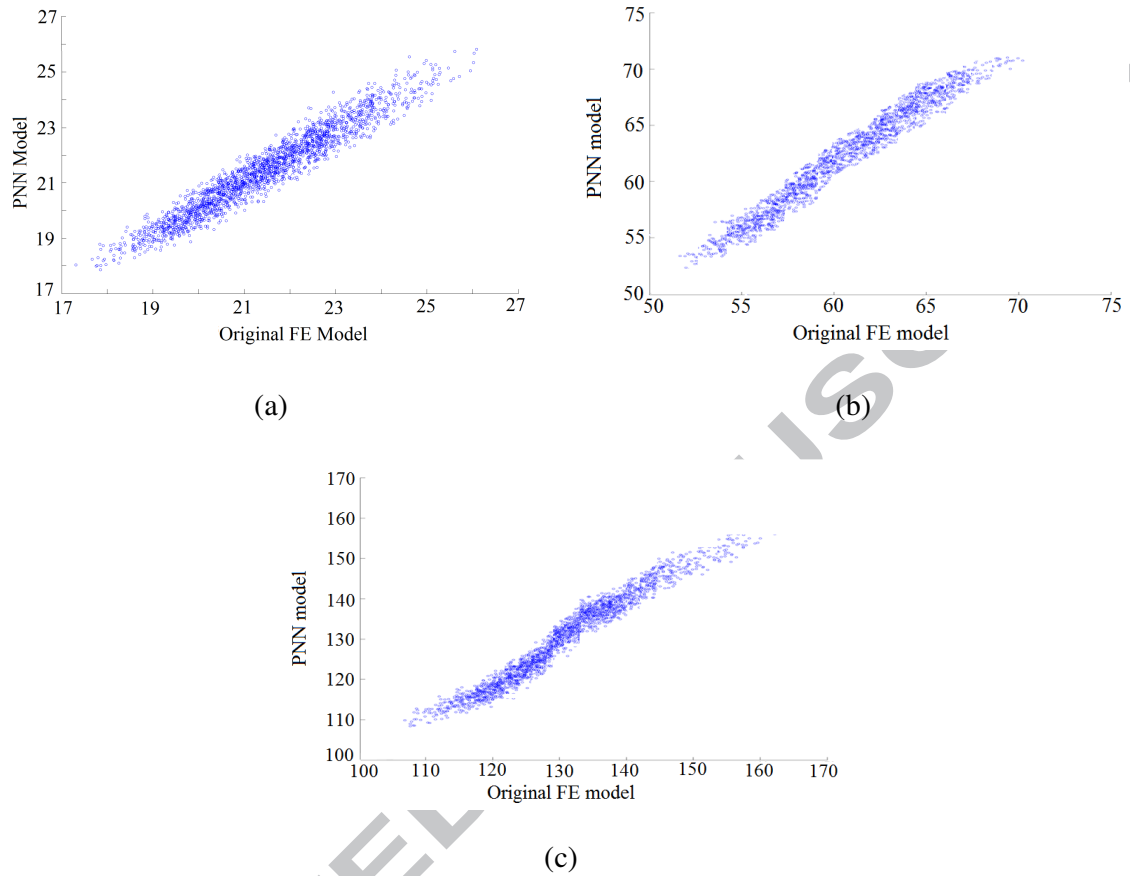 27
25
23
21
19
17
PNN Model
17 19 21 23 25 27
Original FE Model
(a)
75
70
65
60
55
50
PNN model
50 55 60 65 70 75
Original FE model
(b)
170
160
150
140
130
120
110
100
PNN model
100 110 120 130 140 150 160 170
Original FE model
(c)